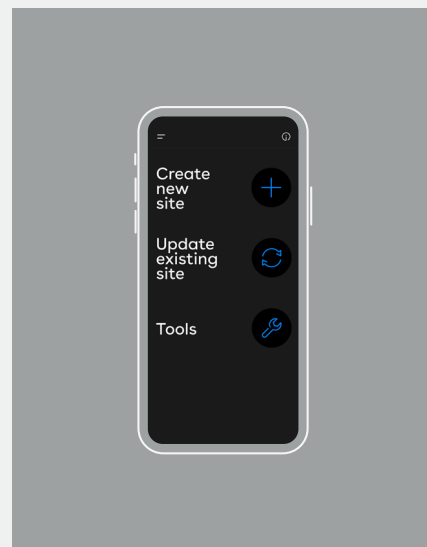 Create
new
site
Update
existing
site
Tools